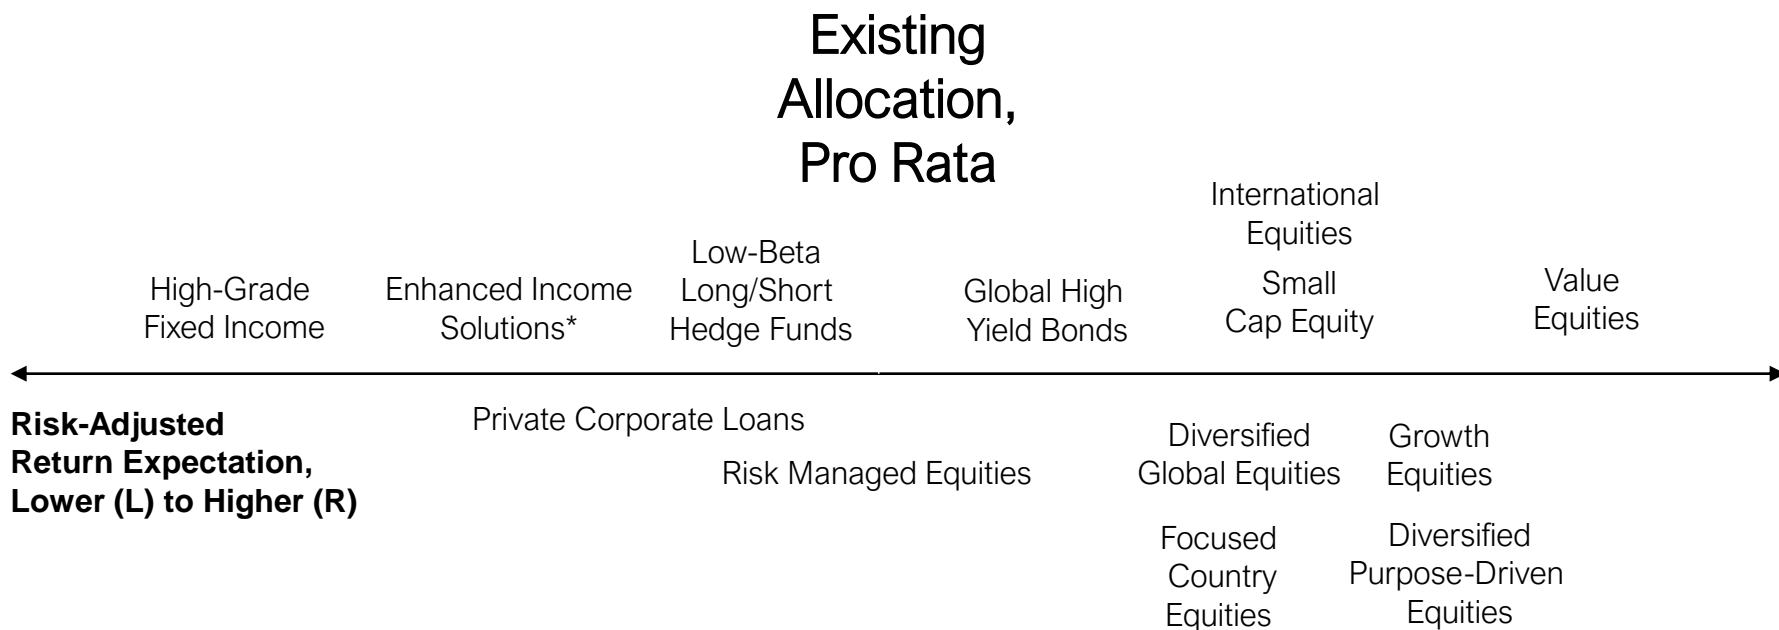 Existing
Allocation,
Pro Rata
International
Equities
High-Grade
Fixed Income
Enhanced Income
Solutions*
Low-Beta
Long/Short
Hedge Funds
Global High
Yield Bonds
Small
Cap Equity
Value
Equities
Risk-Adjusted
Return Expectation,
Lower (L) to Higher (R)
Private Corporate Loans
Risk Managed Equities
Diversified
Global Equities
Growth
Equities
Focused
Country
Equities
Diversified
Purpose-Driven
Equities